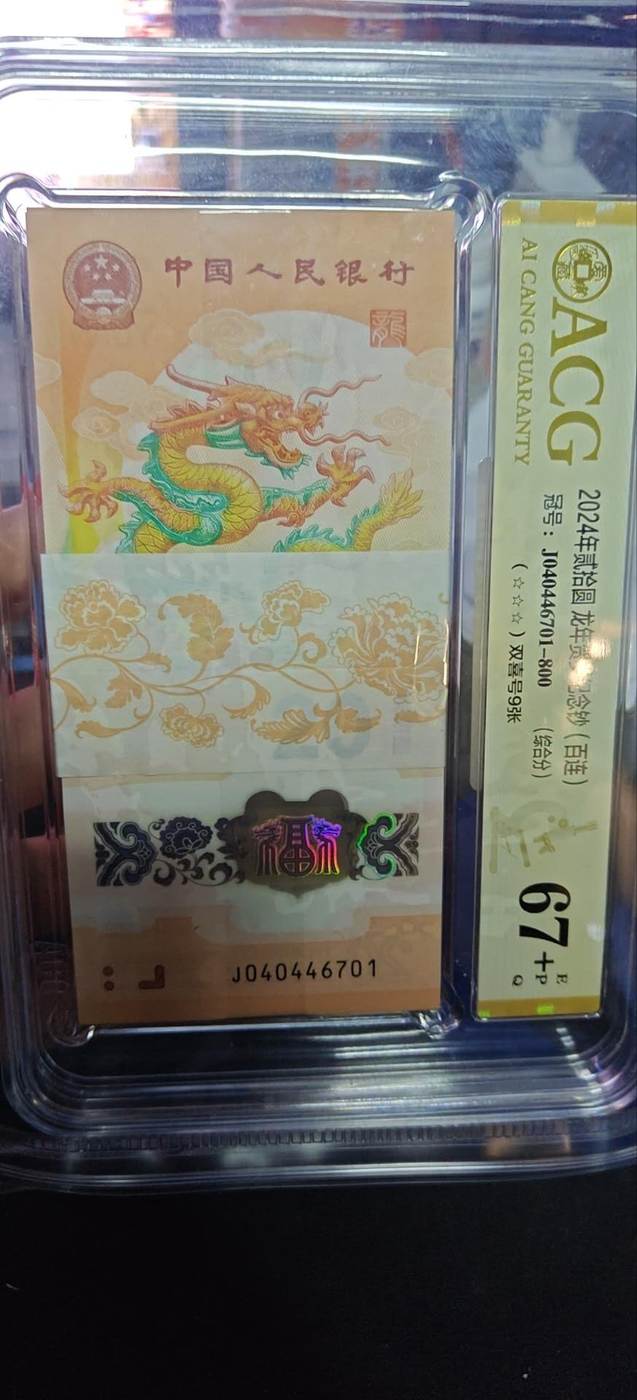 中国人民银行
龍
福
J040446701
ACG
AI CANG GUARANTY
2024年贰拾圆 龙年贺岁纪念钞（百连）
冠号：J040446701-800 （综合分）
（☆☆☆）双喜号9张
67+
E
P
Q